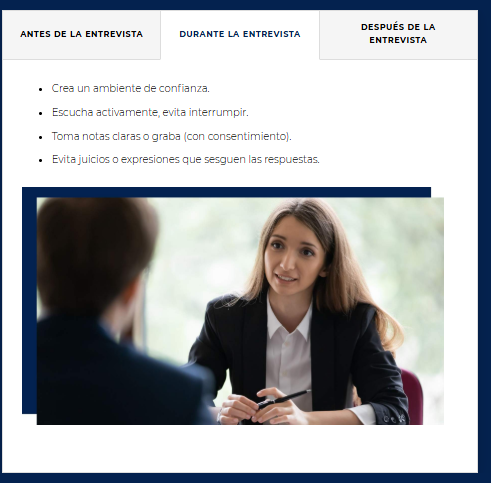 ANTES DE LA ENTREVISTA
DURANTE LA ENTREVISTA
DESPUÉS DE LA
ENTREVISTA
• Crea un ambiente de confianza.
• Escucha activamente, evita interrumpir.
• Toma notas claras o graba (con consentimiento).
• Evita juicios o expresiones que sesguen las respuestas.